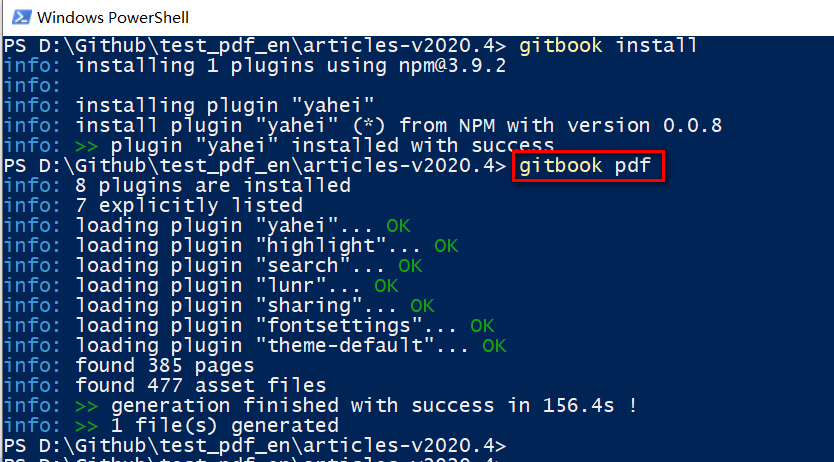 Windows PowerShell
PS D:\Github\test_pdf_en\articles-v2020.4> gitbook install
info: installing 1 plugins using npm@3.9.2
info:
info: installing plugin "yahei"
info: install plugin "yahei" (*) from NPM with version 0.0.8
info: >> plugin "yahei" installed with success
PS D:\Github\test_pdf_en\articles-v2020.4> gitbook pdf
info: 8 plugins are installed
info: 7 explicitly listed
info: loading plugin "yahei"... OK
info: loading plugin "highlight"... OK
info: loading plugin "search"... OK
info: loading plugin "lunr"... OK
info: loading plugin "sharing"... OK
info: loading plugin "fontsettings"... OK
info: loading plugin "theme-default"... OK
info: found 385 pages
info: found 477 asset files
info: >> generation finished with success in 156.4s !
info: >> 1 file(s) generated
PS D:\Github\test_pdf_en\articles-v2020.4>
PS D:\Github\test_pdf_en\articles-v2020.4>